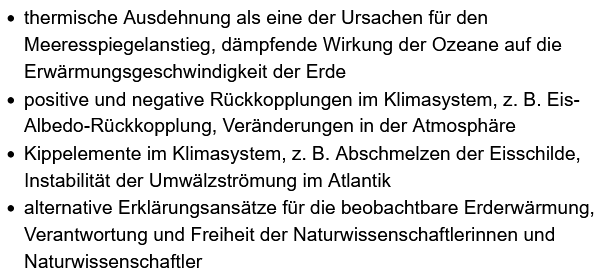 • thermische Ausdehnung als eine der Ursachen für den
Meeresspiegelanstieg, dämpfende Wirkung der Ozeane auf die
Erwärmungsgeschwindigkeit der Erde
• positive und negative Rückkopplungen im Klimasystem, z. B. Eis-
Albedo-Rückkopplung, Veränderungen in der Atmosphäre
• Kippelemente im Klimasystem, z. B. Abschmelzen der Eisschilde,
Instabilität der Umwälzströmung im Atlantik
• alternative Erklärungsansätze für die beobachtbare Erderwärmung,
Verantwortung und Freiheit der Naturwissenschaftlerinnen und
Naturwissenschaftler